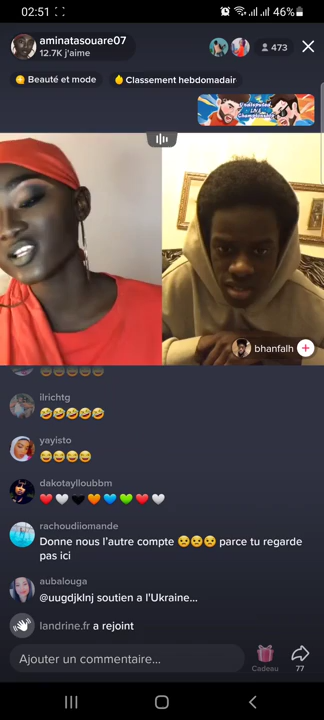 02:51
46%
aminatasouare07
12.7K j'aime
473
Beauté et mode
Classement hebdomadair
bhanfalh
ilrichtg
🤣🤣🤣🤣🤣
yayisto
😂😂😂😂
dakotaylloubbm
❤️🤍🖤🧡💙💚❤️🤍
rachoudiiomande
Donne nous l'autre compte 😣😣😣 parce tu regarde
pas ici
aubalouga
@uugdjklnj soutien a l'Ukraine...
landrine.fr a rejoint
Ajouter un commentaire...
Cadeau
77